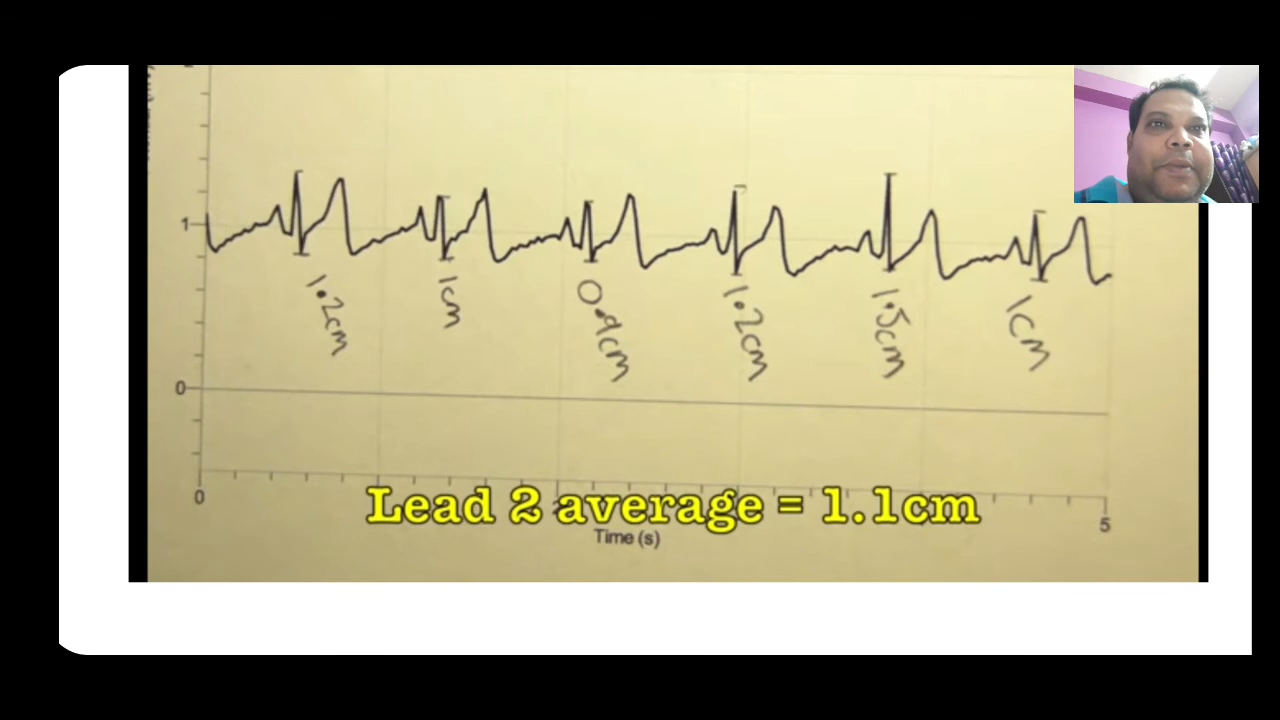 1
1.2cm
1cm
0.9cm
1.2cm
1.5cm
1cm
0
0
5
Lead 2 average = 1.1cm
Time (s)